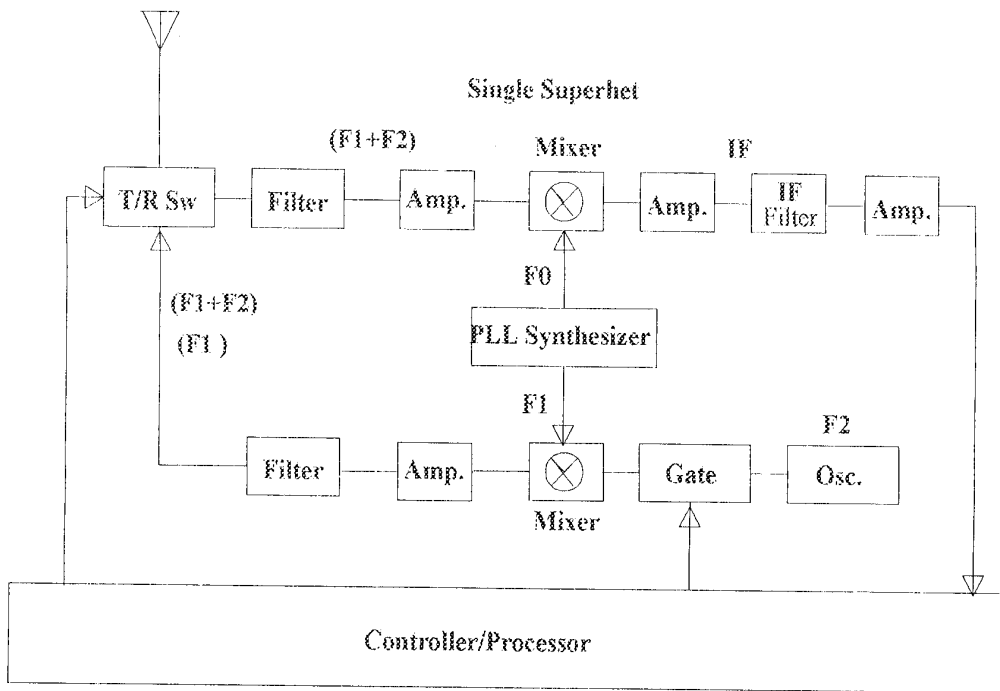 Single Superhet
(F1+F2)
Mixer
IF
T/R Sw
Filter
Amp.
Amp.
IF
Filter
Amp.
F0
(F1+F2)
(F1 )
PLL Synthesizer
F1
F2
Filter
Amp.
Gate
Osc.
Mixer
Controller/Processor